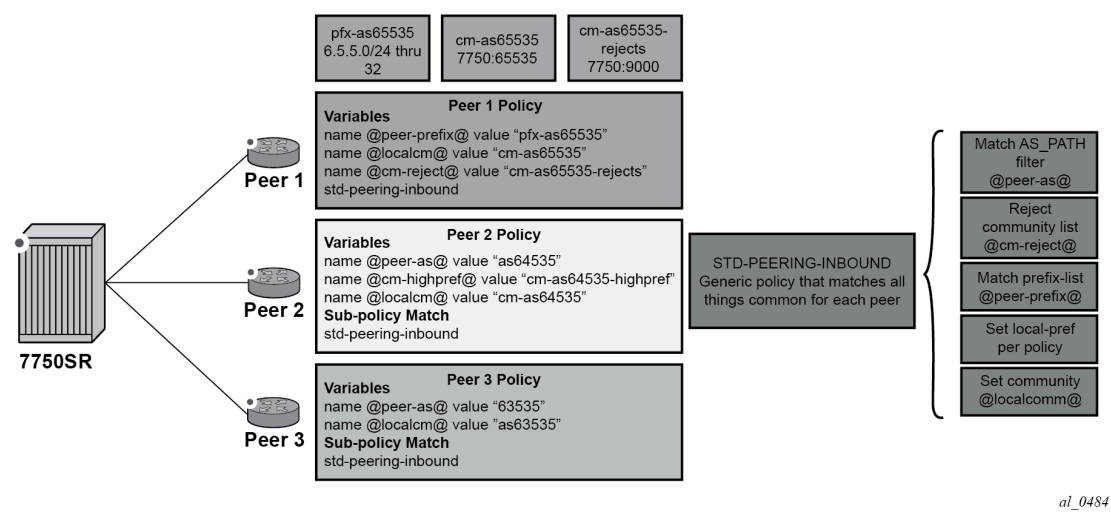 pfx-as65535
6.5.5.0/24 thru
32
cm-as65535
7750:65535
cm-as65535-
rejects
7750:9000
Peer 1 Policy
Variables
name @peer-prefix@ value “pfx-as65535”
name @localcm@ value “cm-as65535”
name @cm-reject@ value “cm-as65535-rejects”
std-peering-inbound
Peer 1
Peer 2 Policy
Variables
name @peer-as@ value “as64535”
name @cm-highpref@ value “cm-as64535-highpref”
name @localcm@ value “cm-as64535”
Sub-policy Match
std-peering-inbound
Peer 2
7750SR
Peer 3 Policy
Variables
name @peer-as@ value “63535”
name @localcm@ value ”as63535”
Sub-policy Match
std-peering-inbound
Peer 3
STD-PEERING-INBOUND
Generic policy that matches all
things common for each peer
Match AS_PATH
filter
@peer-as@
Reject
community list
@cm-reject@
Match prefix-list
@peer-prefix@
Set local-pref
per policy
Set community
@localcomm@
al_0484